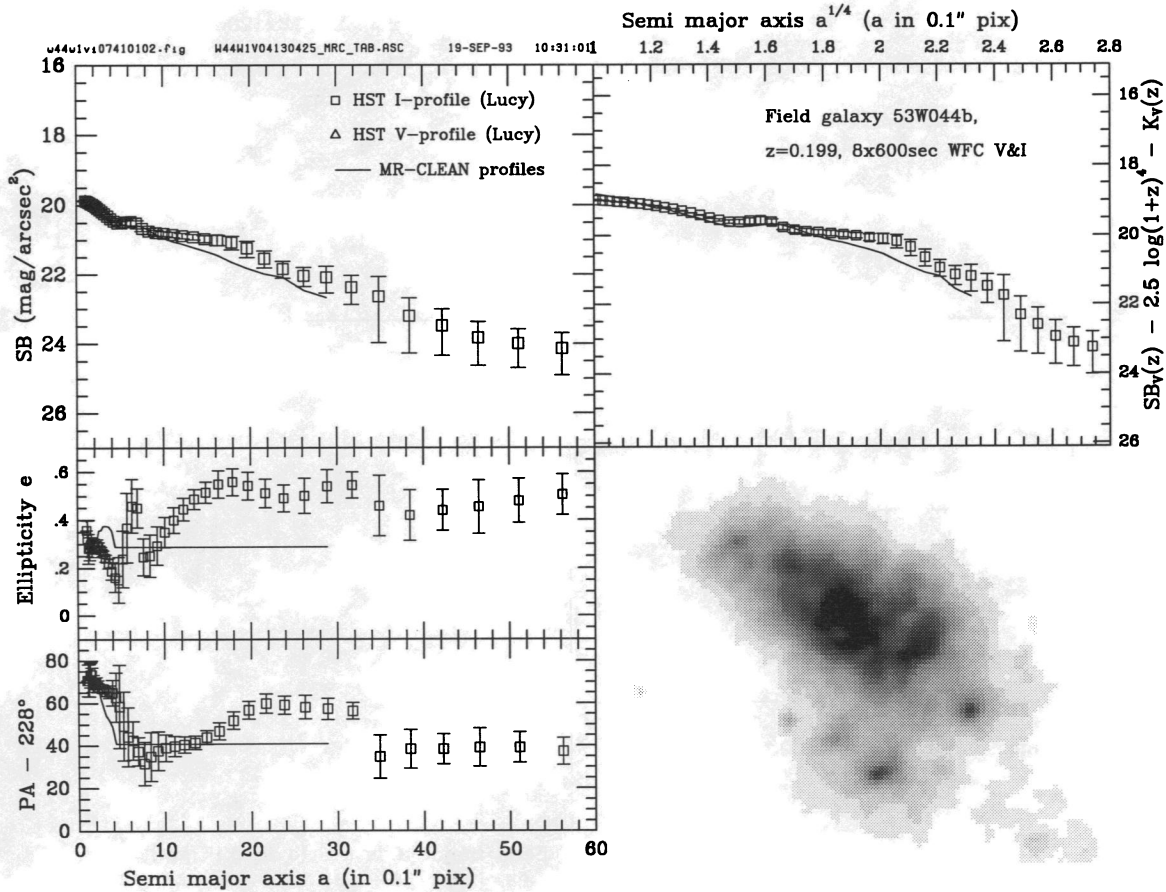 Semi major axis a^1/4 (a in 0.1" pix)
W44W1V04130425_MRC_TAB.ASC 19-SEP-93 10:31:01
1 1.2 1.4 1.6 1.8 2 2.2 2.4 2.6 2.8
16
18
20
22
24
26
SB (mag/arcsec²)
□ HST I-profile (Lucy)
△ HST V-profile (Lucy)
— MR-CLEAN profiles
Field galaxy 53W044b,
z=0.199, 8x600sec WFC V&I
16
18
20
22
24
26
SBV(z) - 2.5 log(1+z)⁴ - KV(z)
.6
.4
.2
0
Ellipticity e
80
60
40
20
0
PA - 228°
0 10 20 30 40 50 60
Semi major axis a (in 0.1" pix)